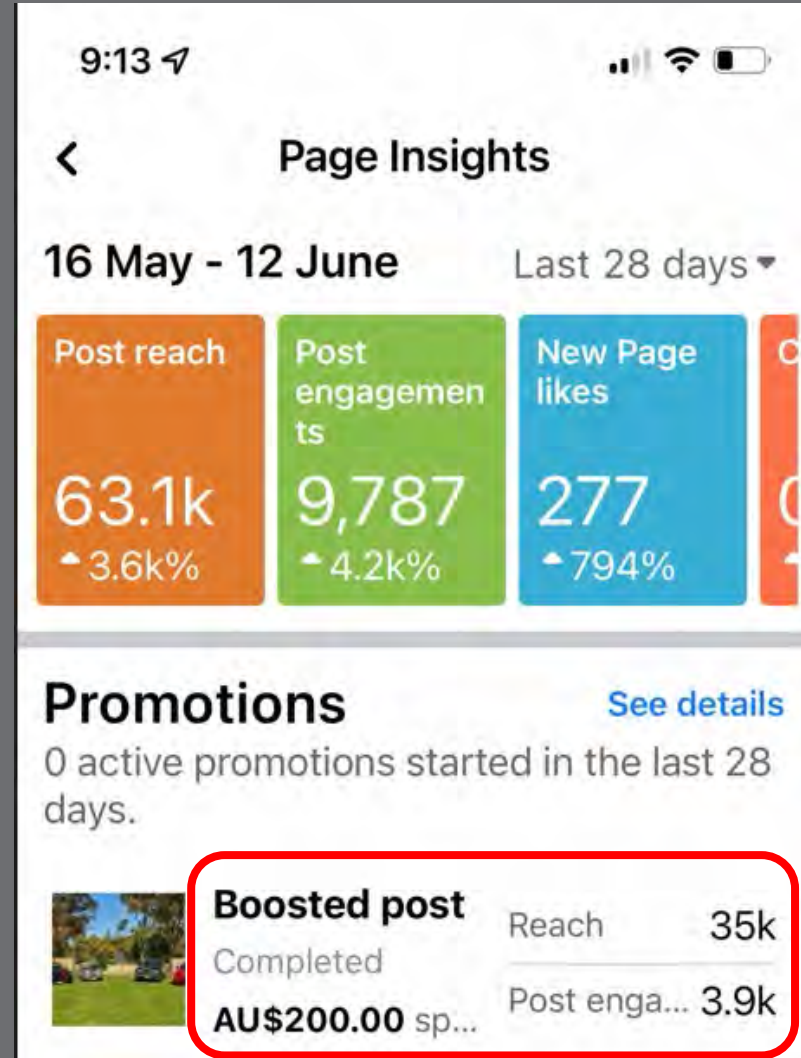 9:13
Page Insights
16 May - 12 June
Last 28 days
Post reach
63.1k
3.6k%
Post
engagemen
ts
9,787
4.2k%
New Page
likes
277
794%
C
0
Promotions
See details
0 active promotions started in the last 28
days.
Boosted post
Completed
AU$200.00 sp...
Reach 35k
Post enga... 3.9k